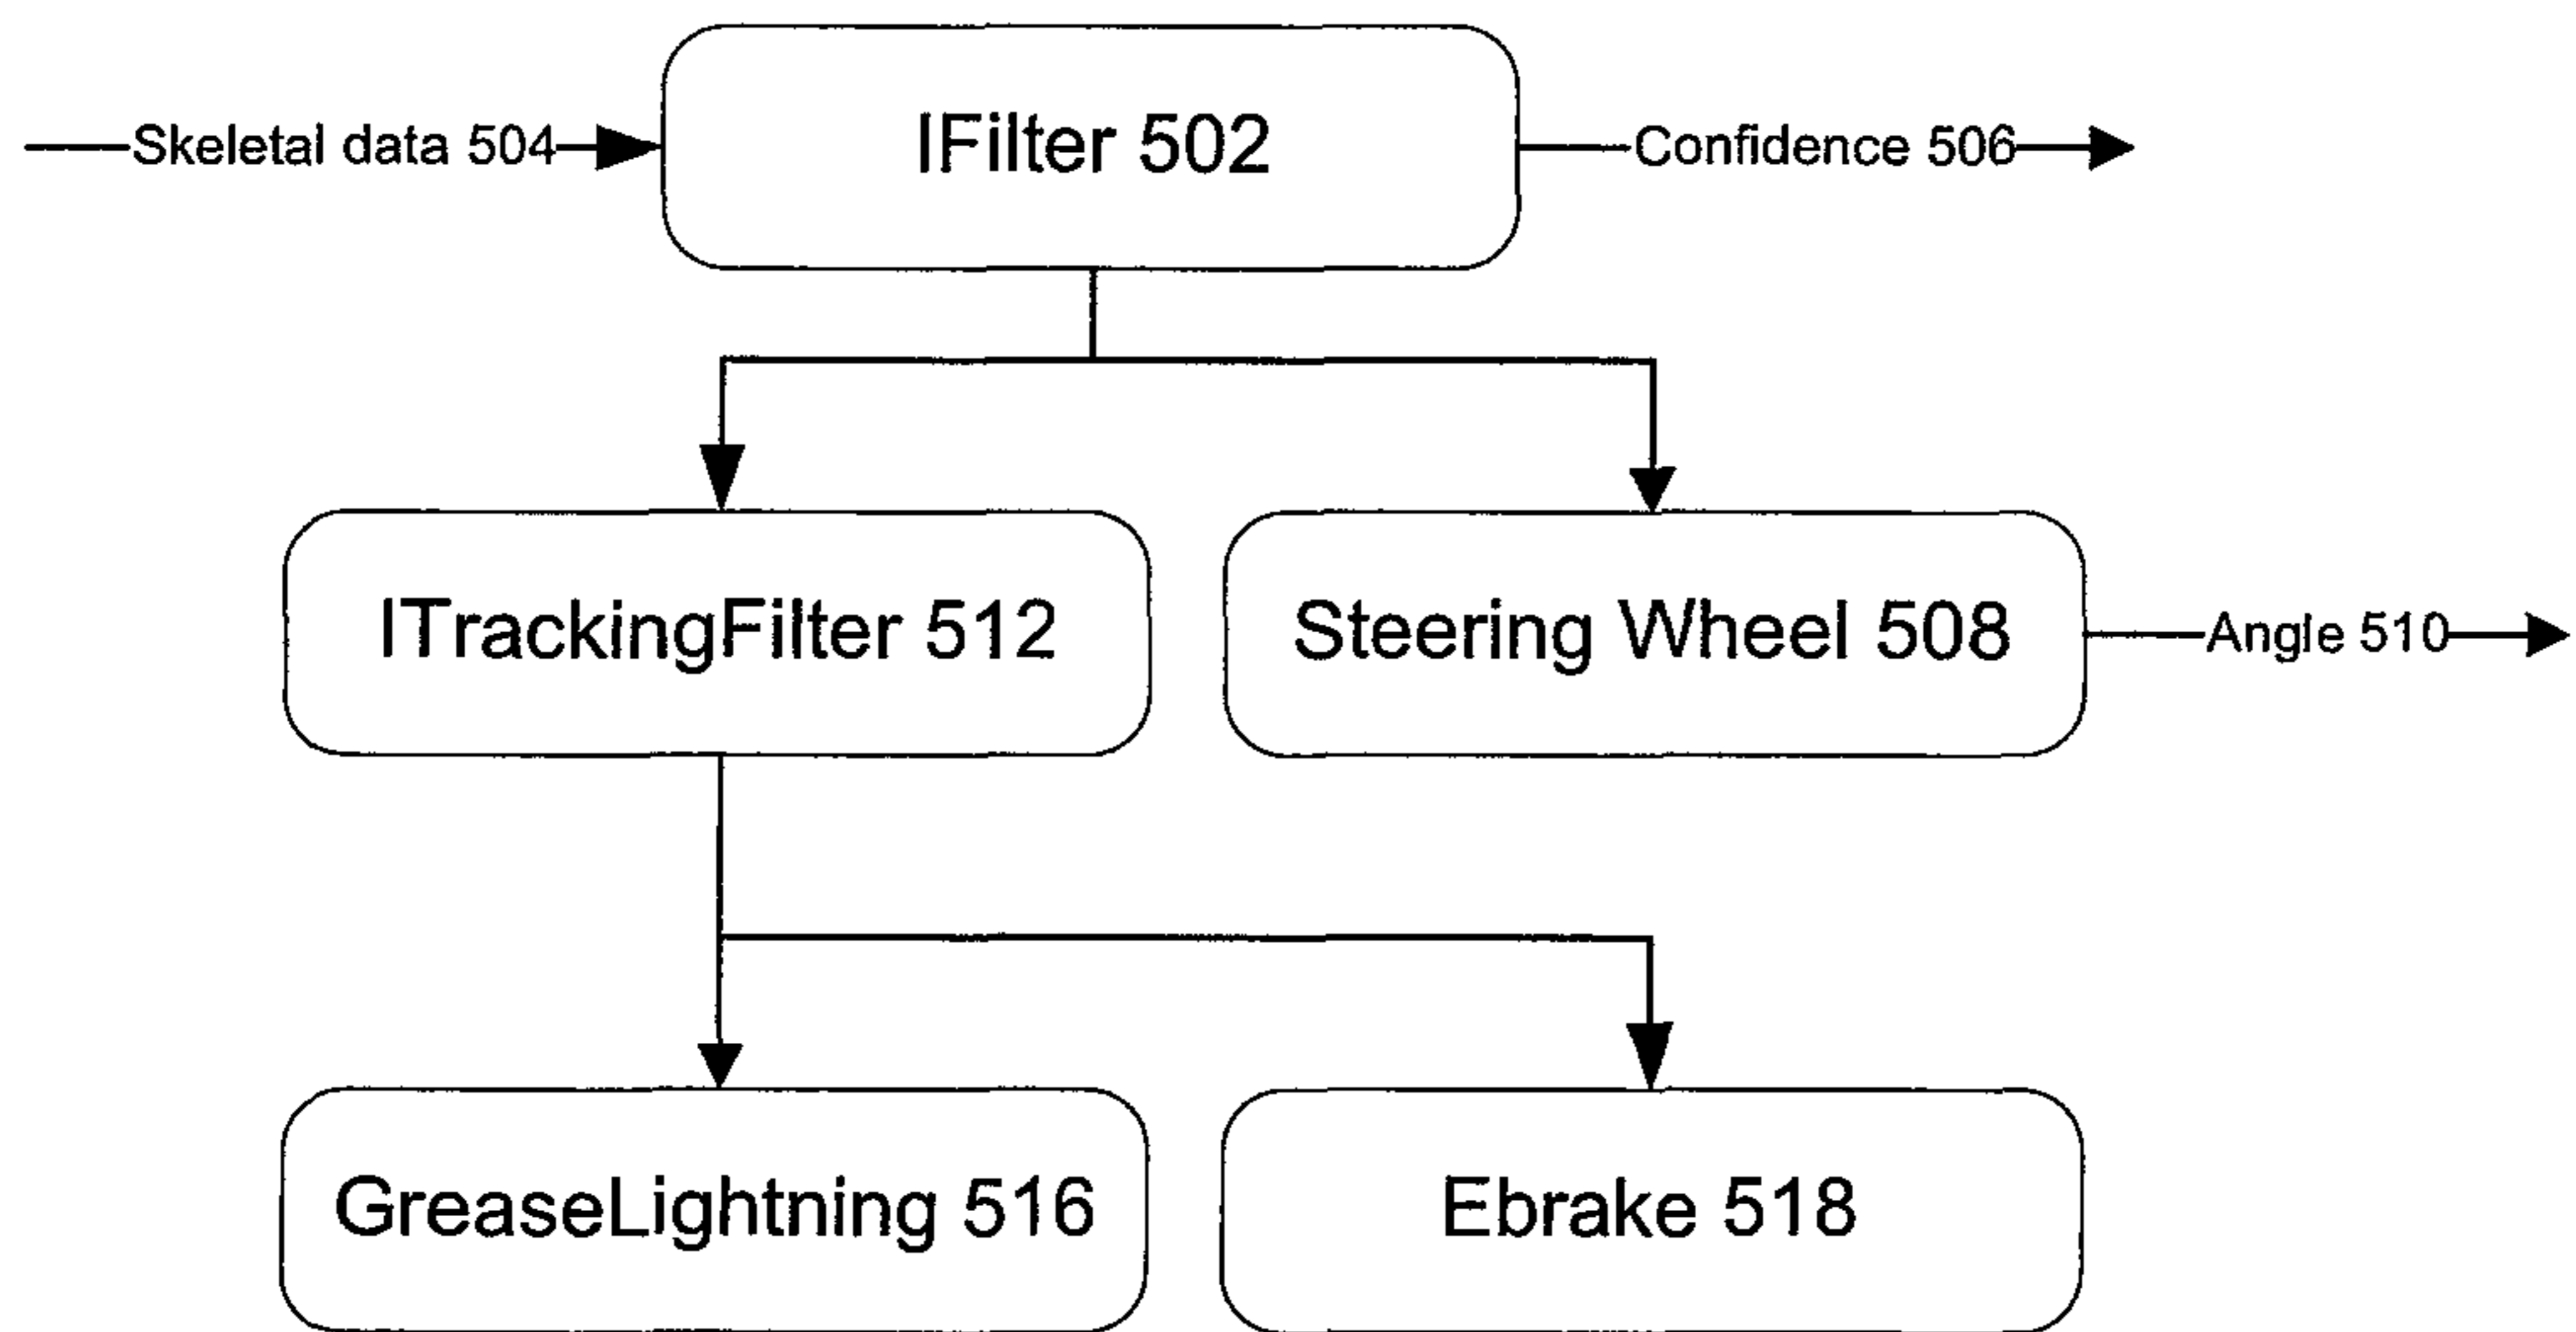 Skeletal data 504
IFilter 502
Confidence 506
ITrackingFilter 512
Steering Wheel 508
Angle 510
GreaseLightning 516
Ebrake 518